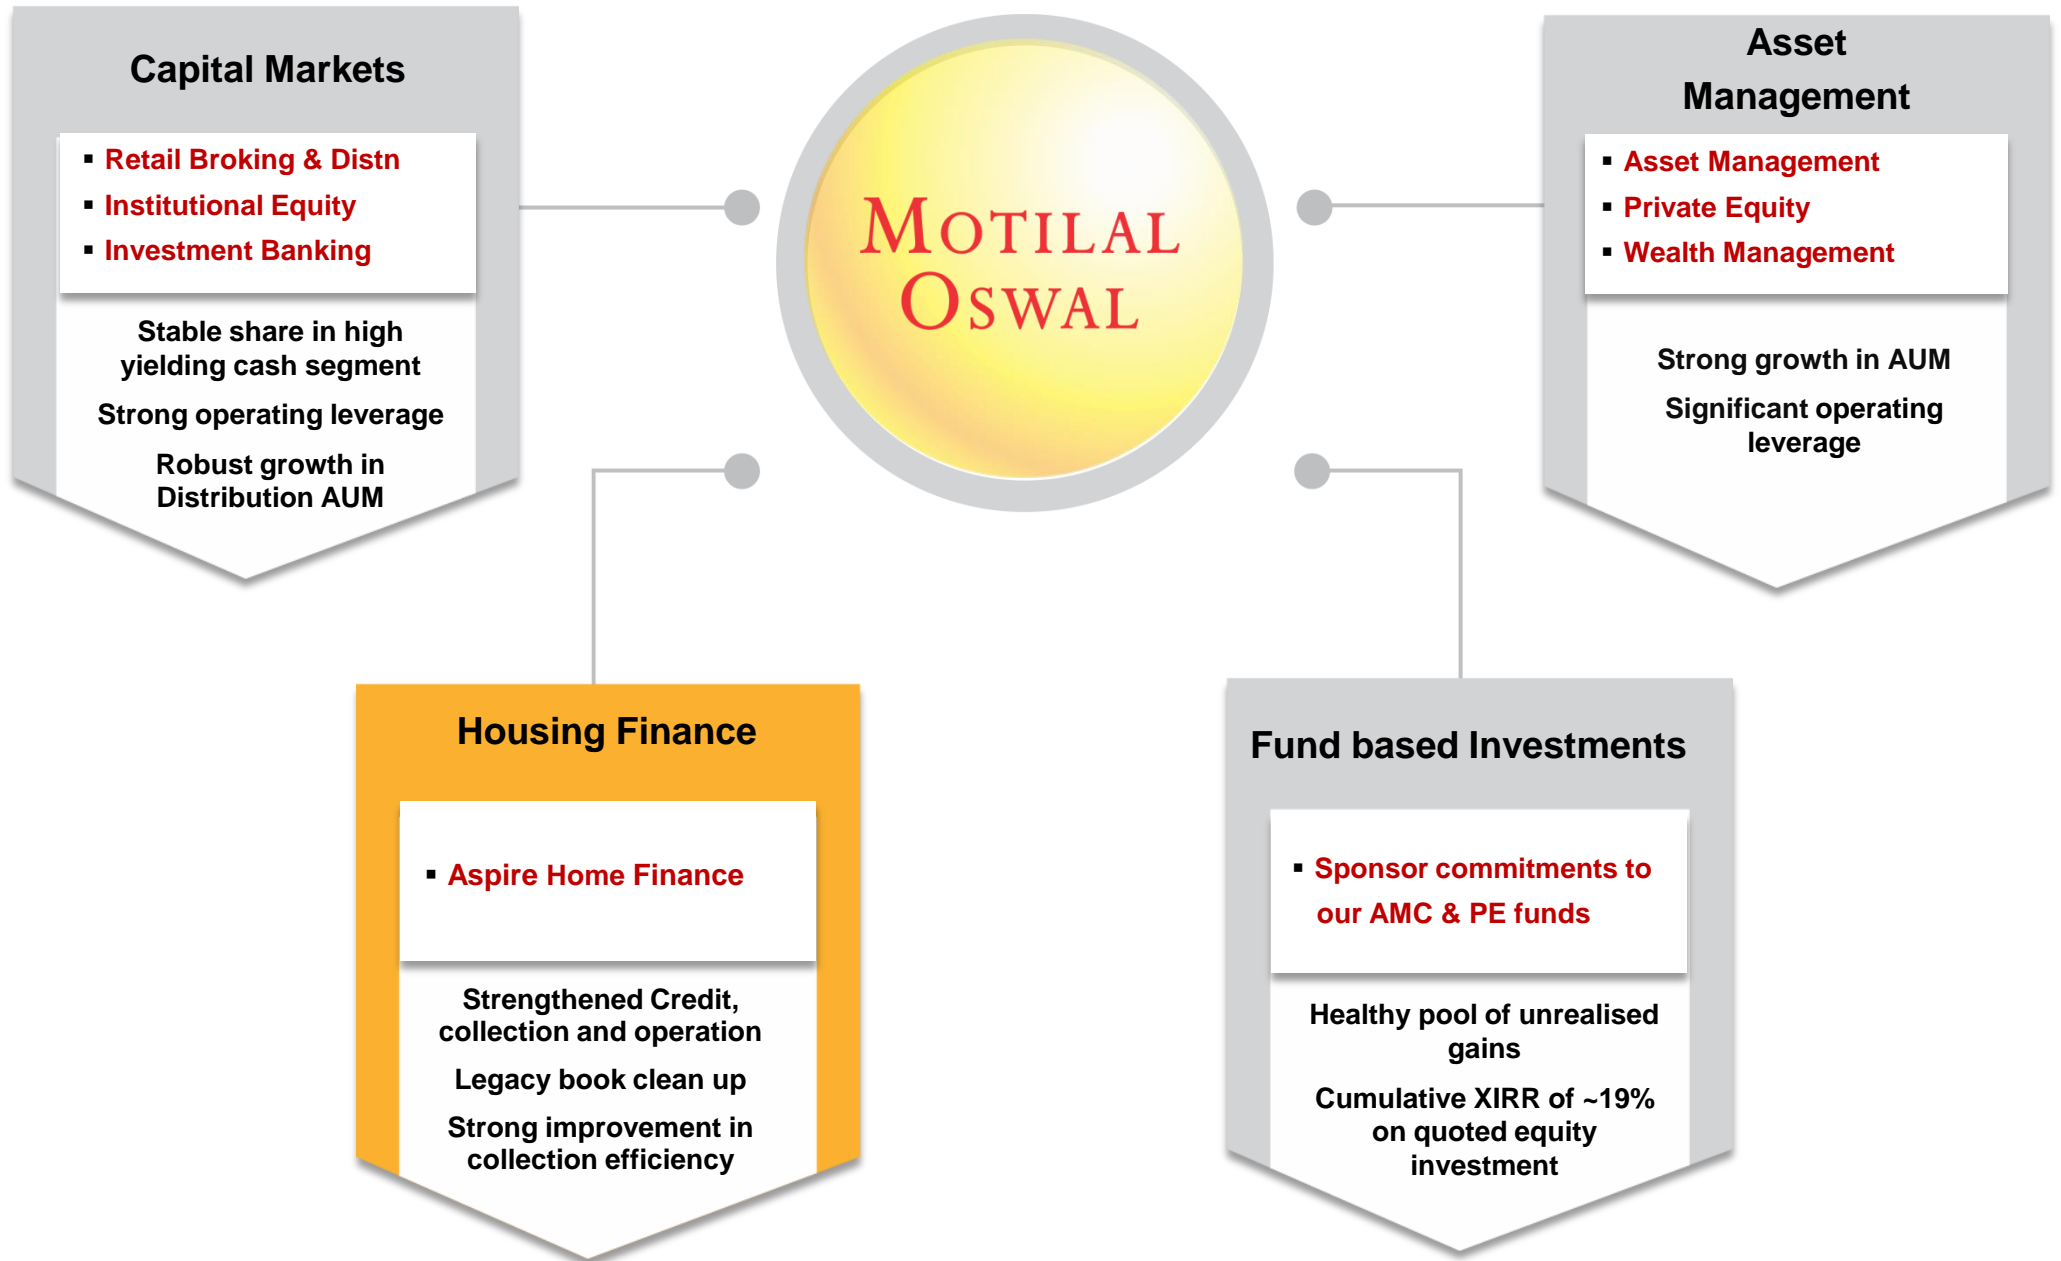 Capital Markets
▪ Retail Broking & Distn
▪ Institutional Equity
▪ Investment Banking
Stable share in high
yielding cash segment
Strong operating leverage
Robust growth in
Distribution AUM
MOTILAL
OSWAL
Asset
Management
▪ Asset Management
▪ Private Equity
▪ Wealth Management
Strong growth in AUM
Significant operating
leverage
Housing Finance
▪ Aspire Home Finance
Strengthened Credit,
collection and operation
Legacy book clean up
Strong improvement in
collection efficiency
Fund based Investments
▪ Sponsor commitments to
our AMC & PE funds
Healthy pool of unrealised
gains
Cumulative XIRR of ~19%
on quoted equity
investment